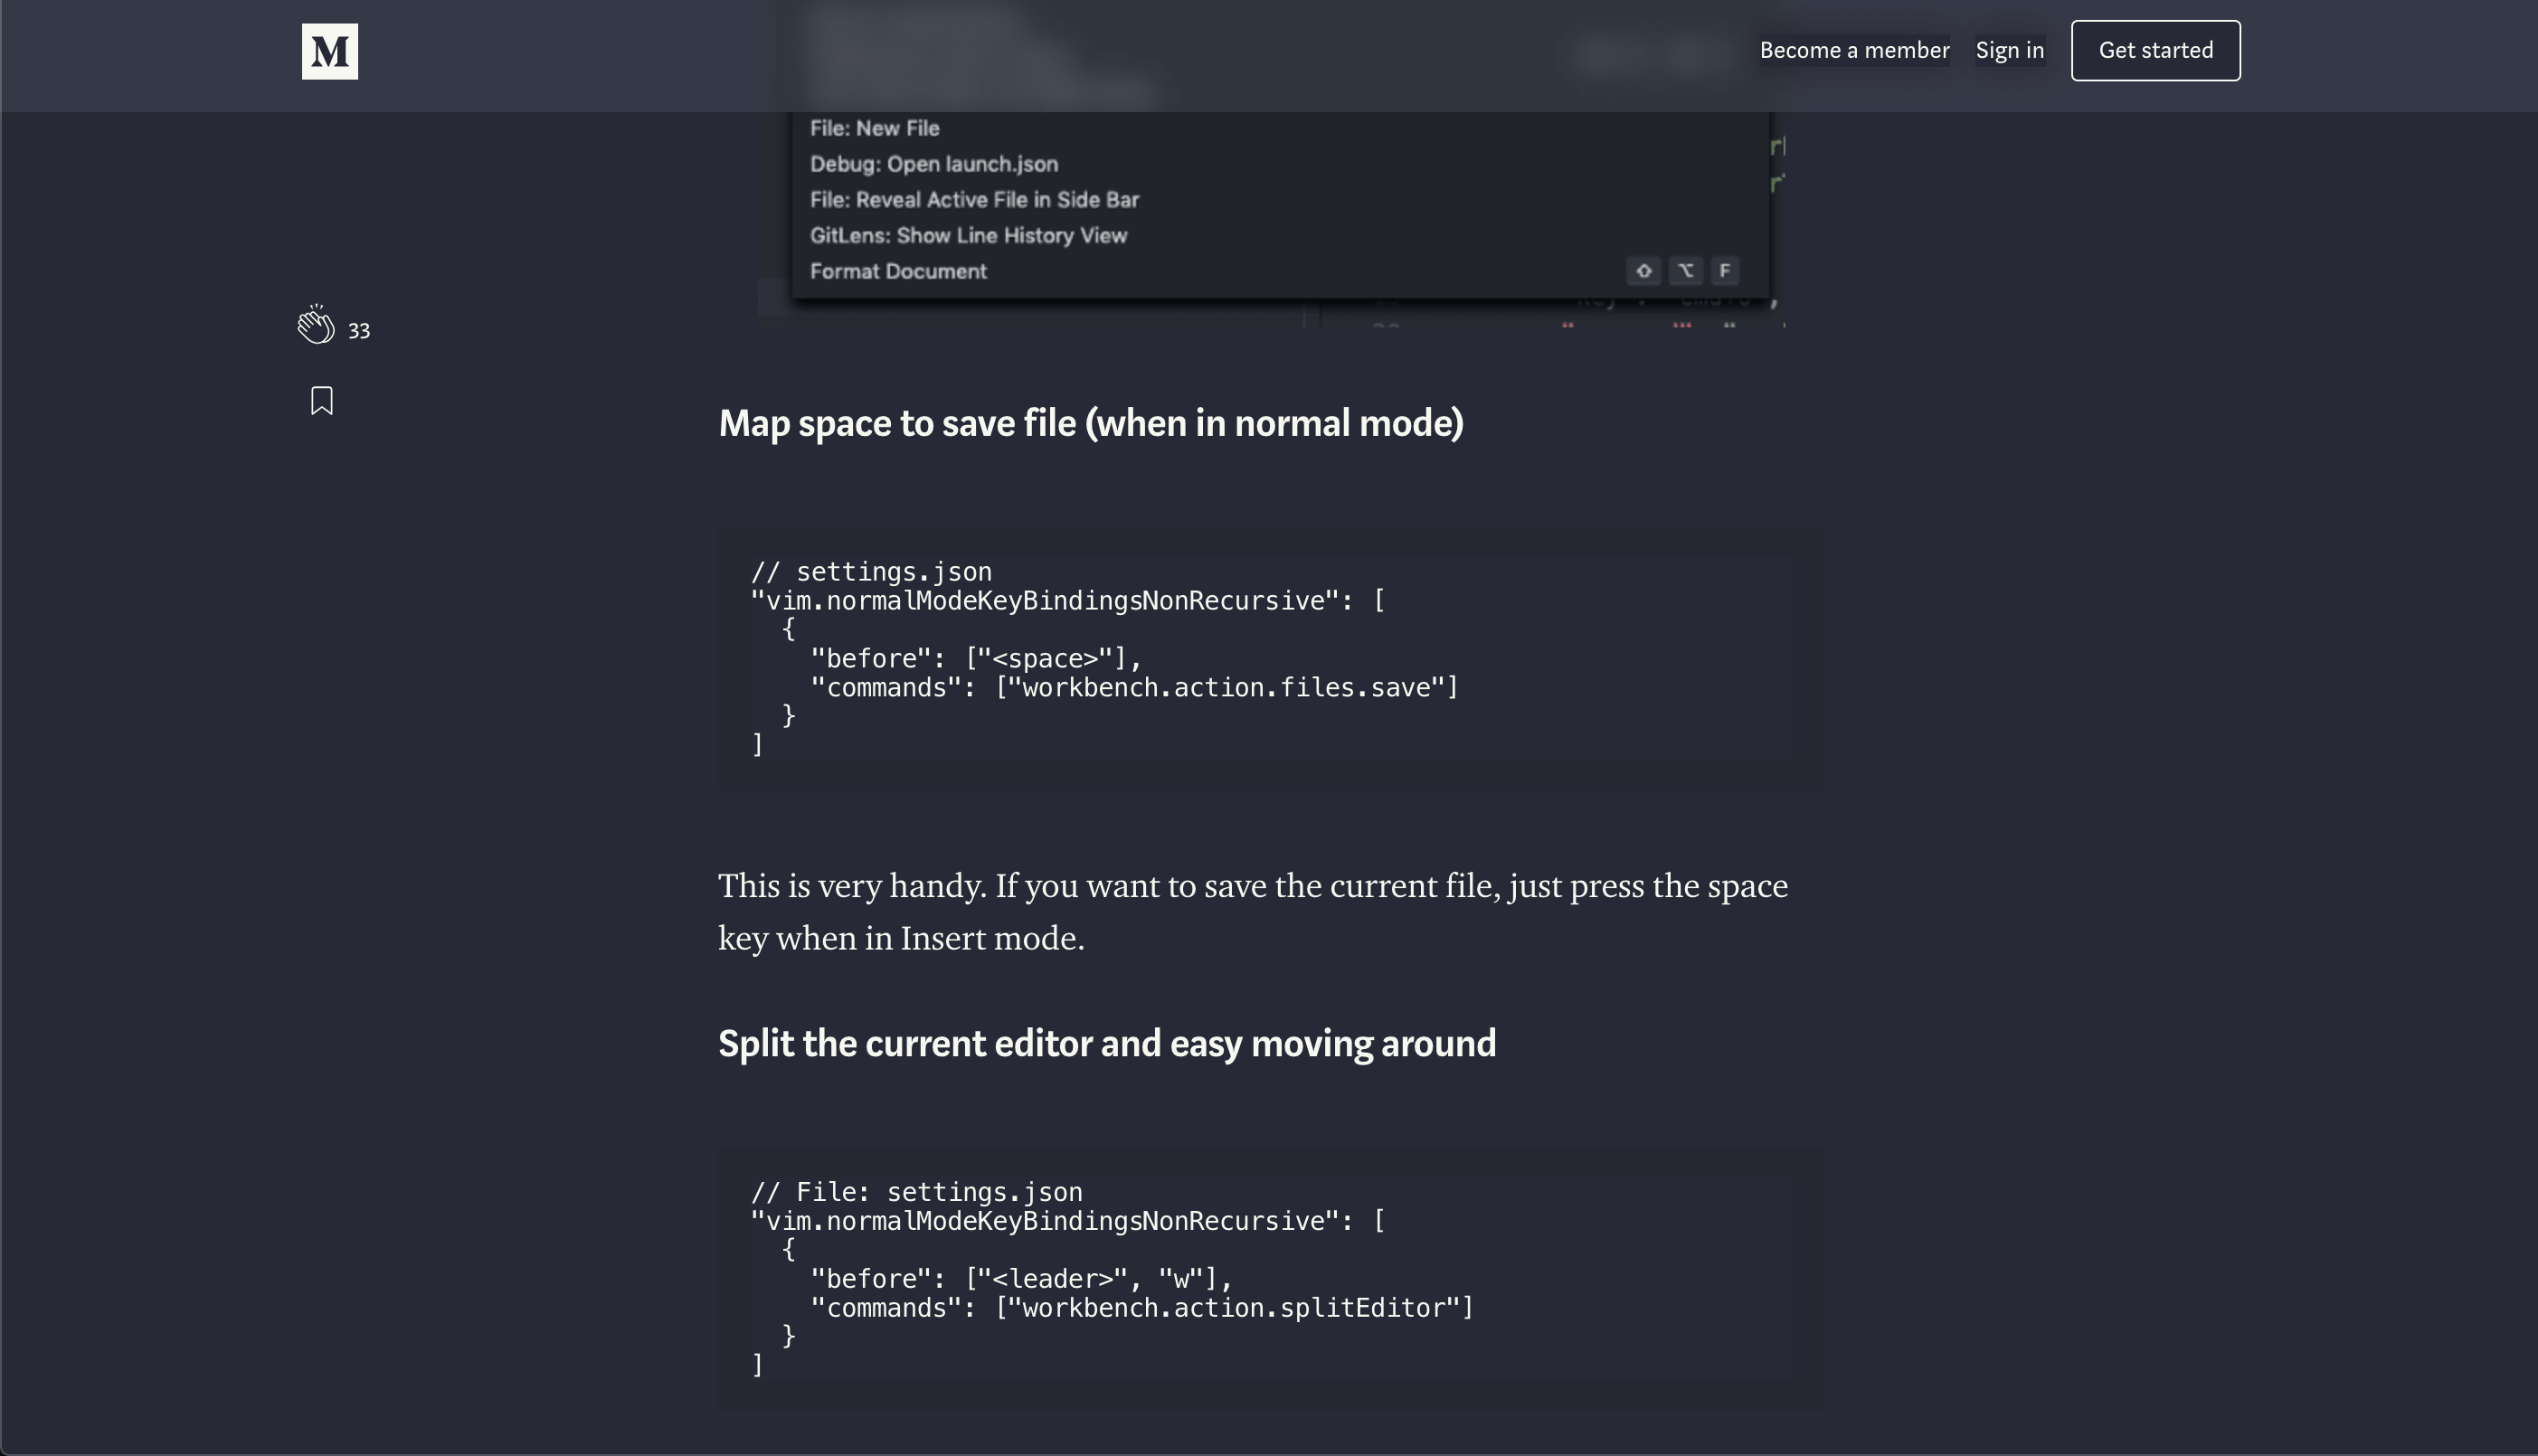 M
Become a member Sign in Get started
File: New File
Debug: Open launch.json
File: Reveal Active File in Side Bar
GitLens: Show Line History View
Format Document ⇧ ⌥ F
33
Map space to save file (when in normal mode)
// settings.json
"vim.normalModeKeyBindingsNonRecursive": [
  {
    "before": ["<space>"],
    "commands": ["workbench.action.files.save"]
  }
]
This is very handy. If you want to save the current file, just press the space
key when in Insert mode.
Split the current editor and easy moving around
// File: settings.json
"vim.normalModeKeyBindingsNonRecursive": [
  {
    "before": ["<leader>", "w"],
    "commands": ["workbench.action.splitEditor"]
  }
]